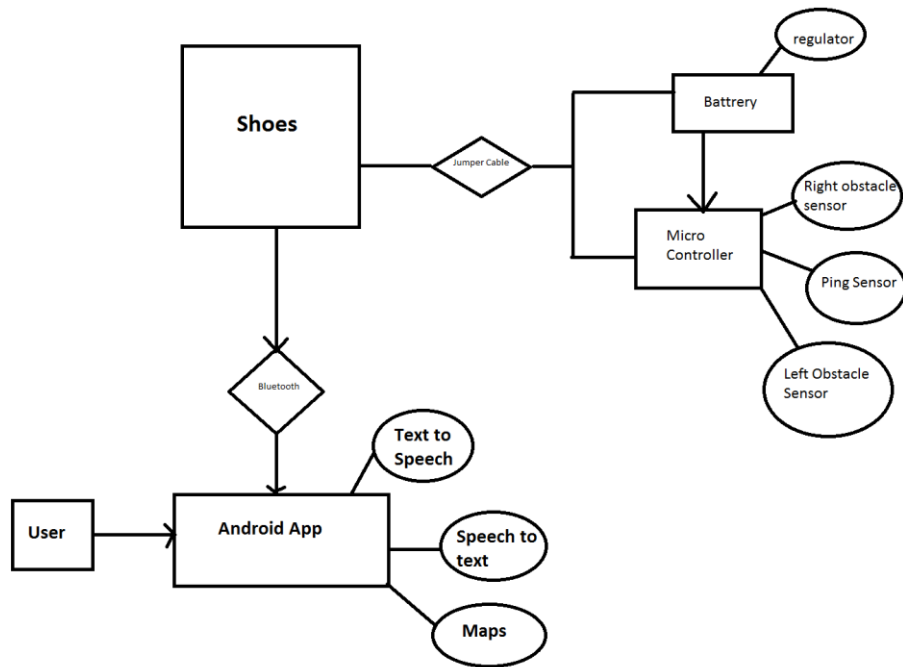 regulator
Battrery
Shoes
Jumper Cable
Right obstacle
sensor
Micro
Controller
Ping Sensor
Left Obstacle
Sensor
Bluetooth
Text to
Speech
User
Android App
Speech to
text
Maps